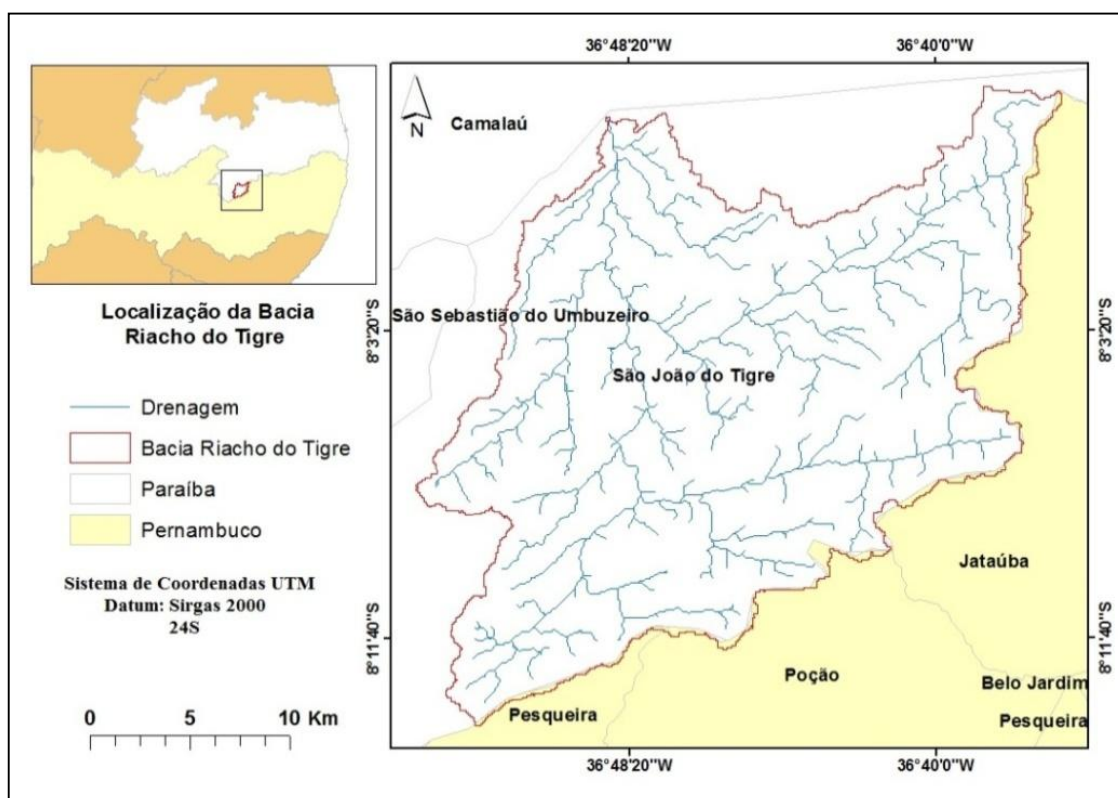 36°48'20"W
36°40'0"W
N
Camalaú
São Sebastião do Umbuzeiro
São João do Tigre
8°3'20"S
8°3'20"S
Localização da Bacia
Riacho do Tigre
Drenagem
Bacia Riacho do Tigre
Paraíba
Pernambuco
Sistema de Coordenadas UTM
Datum: Sirgas 2000
24S
0 5 10 Km
Jataúba
8°11'40"S
8°11'40"S
Poção
Belo Jardim
Pesqueira
Pesqueira
36°48'20"W
36°40'0"W